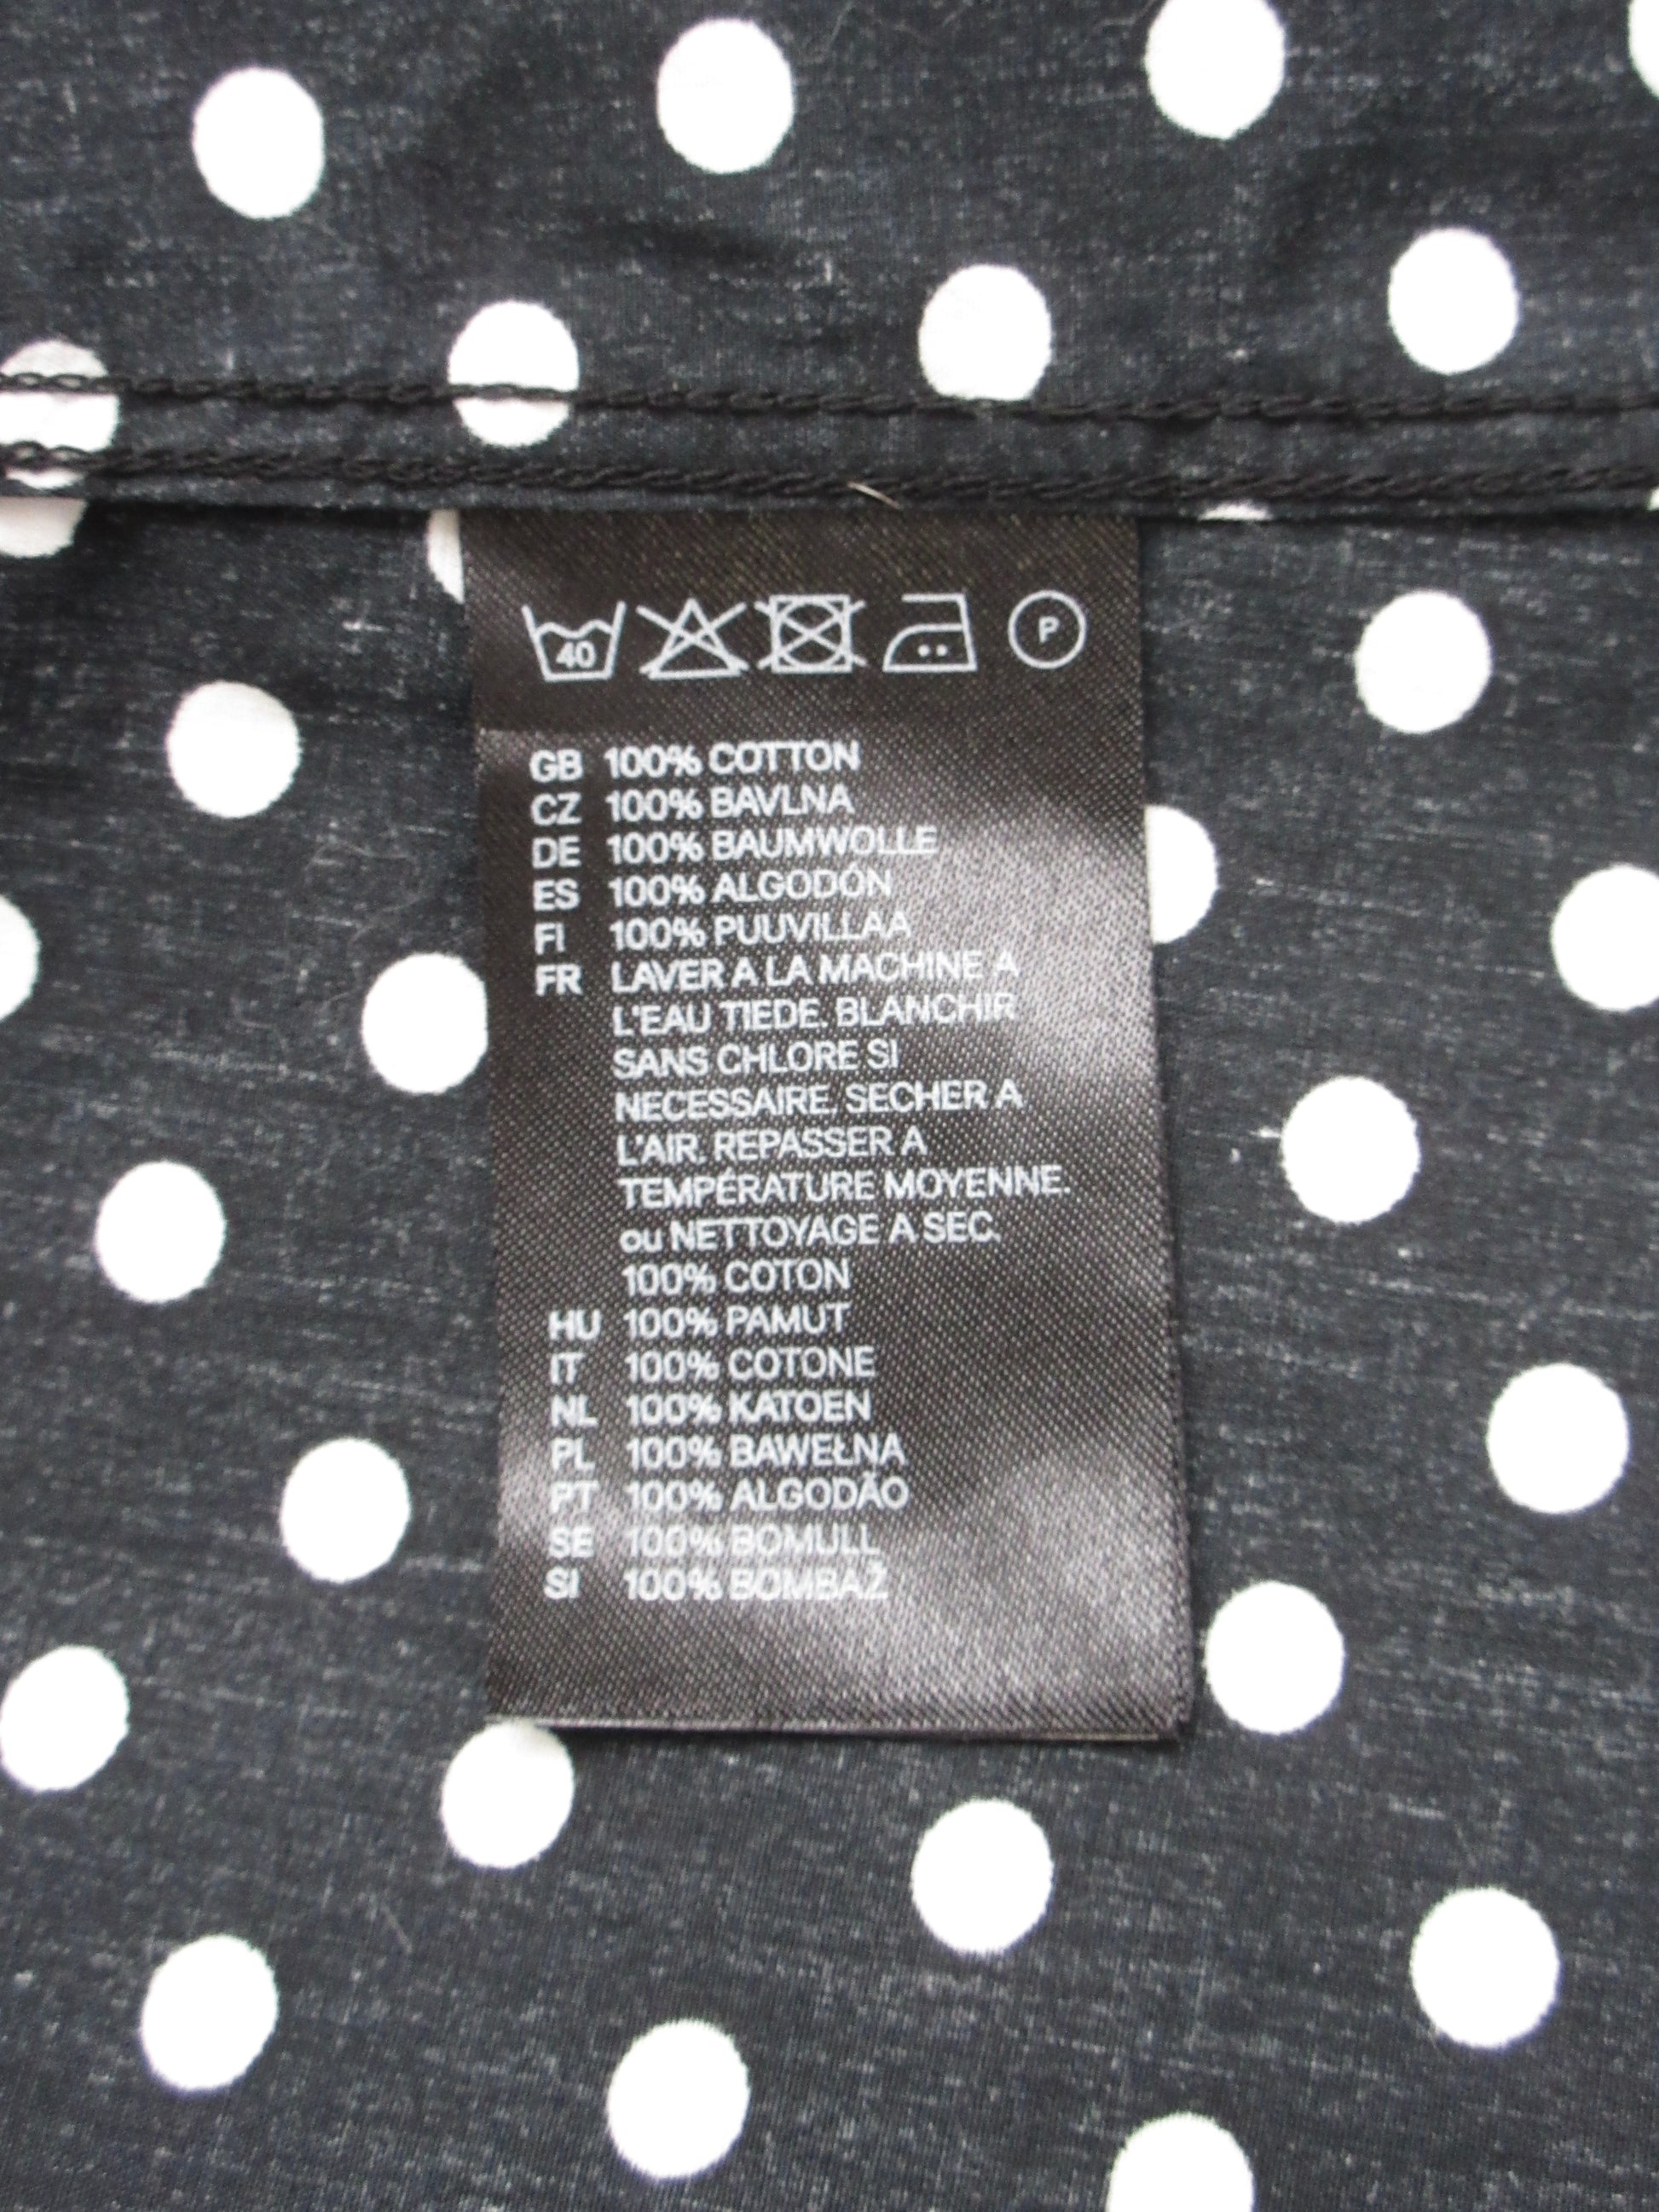 40 P
GB 100% COTTON
CZ 100% BAVLNA
DE 100% BAUMWOLLE
ES 100% ALGODÓN
FI 100% PUUVILLAA
FR LAVER A LA MACHINE A
L'EAU TIEDE. BLANCHIR
SANS CHLORE SI
NECESSAIRE. SECHER A
L'AIR. REPASSER A
TEMPÉRATURE MOYENNE.
ou NETTOYAGE A SEC.
100% COTON
HU 100% PAMUT
IT 100% COTONE
NL 100% KATOEN
PL 100% BAWEŁNA
PT 100% ALGODÃO
SE 100% BOMULL
SI 100% BOMBAŽ